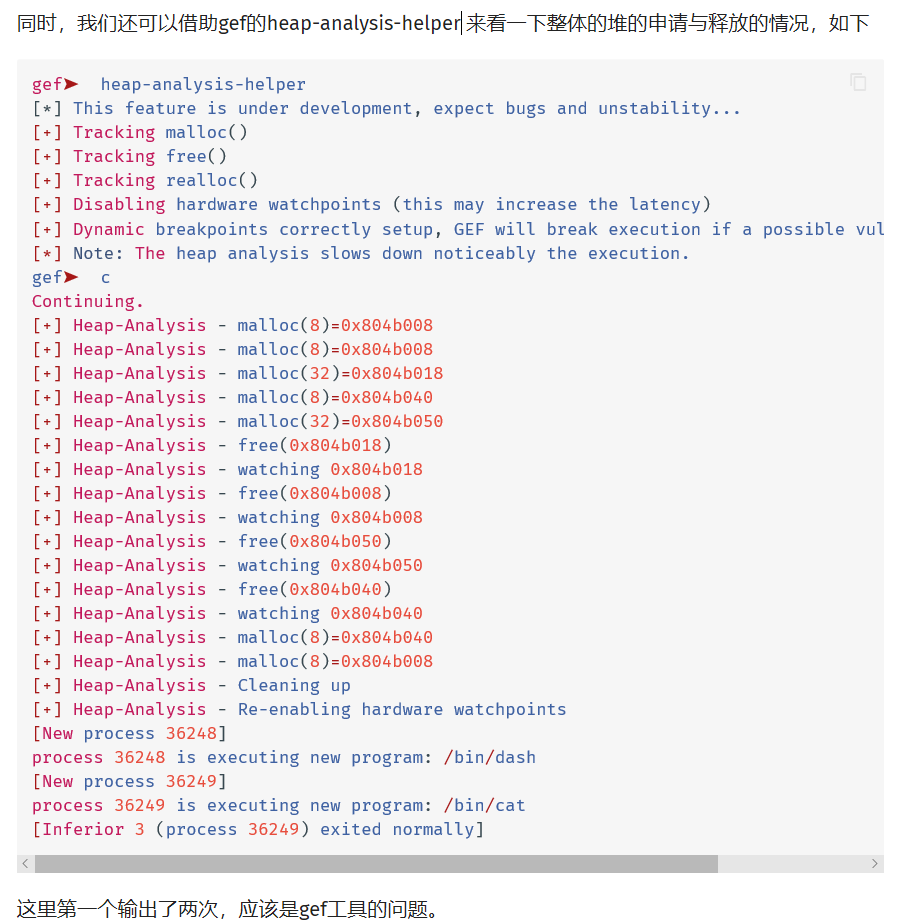 同时，我们还可以借助gef的heap-analysis-helper 来看一下整体的堆的申请与释放的情况，如下
gef➤  heap-analysis-helper
[*] This feature is under development, expect bugs and unstability...
[+] Tracking malloc()
[+] Tracking free()
[+] Tracking realloc()
[+] Disabling hardware watchpoints (this may increase the latency)
[+] Dynamic breakpoints correctly setup, GEF will break execution if a possible vul
[*] Note: The heap analysis slows down noticeably the execution.
gef➤  c
Continuing.
[+] Heap-Analysis - malloc(8)=0x804b008
[+] Heap-Analysis - malloc(8)=0x804b008
[+] Heap-Analysis - malloc(32)=0x804b018
[+] Heap-Analysis - malloc(8)=0x804b040
[+] Heap-Analysis - malloc(32)=0x804b050
[+] Heap-Analysis - free(0x804b018)
[+] Heap-Analysis - watching 0x804b018
[+] Heap-Analysis - free(0x804b008)
[+] Heap-Analysis - watching 0x804b008
[+] Heap-Analysis - free(0x804b050)
[+] Heap-Analysis - watching 0x804b050
[+] Heap-Analysis - free(0x804b040)
[+] Heap-Analysis - watching 0x804b040
[+] Heap-Analysis - malloc(8)=0x804b040
[+] Heap-Analysis - malloc(8)=0x804b008
[+] Heap-Analysis - Cleaning up
[+] Heap-Analysis - Re-enabling hardware watchpoints
[New process 36248]
process 36248 is executing new program: /bin/dash
[New process 36249]
process 36249 is executing new program: /bin/cat
[Inferior 3 (process 36249) exited normally]
这里第一个输出了两次，应该是gef工具的问题。